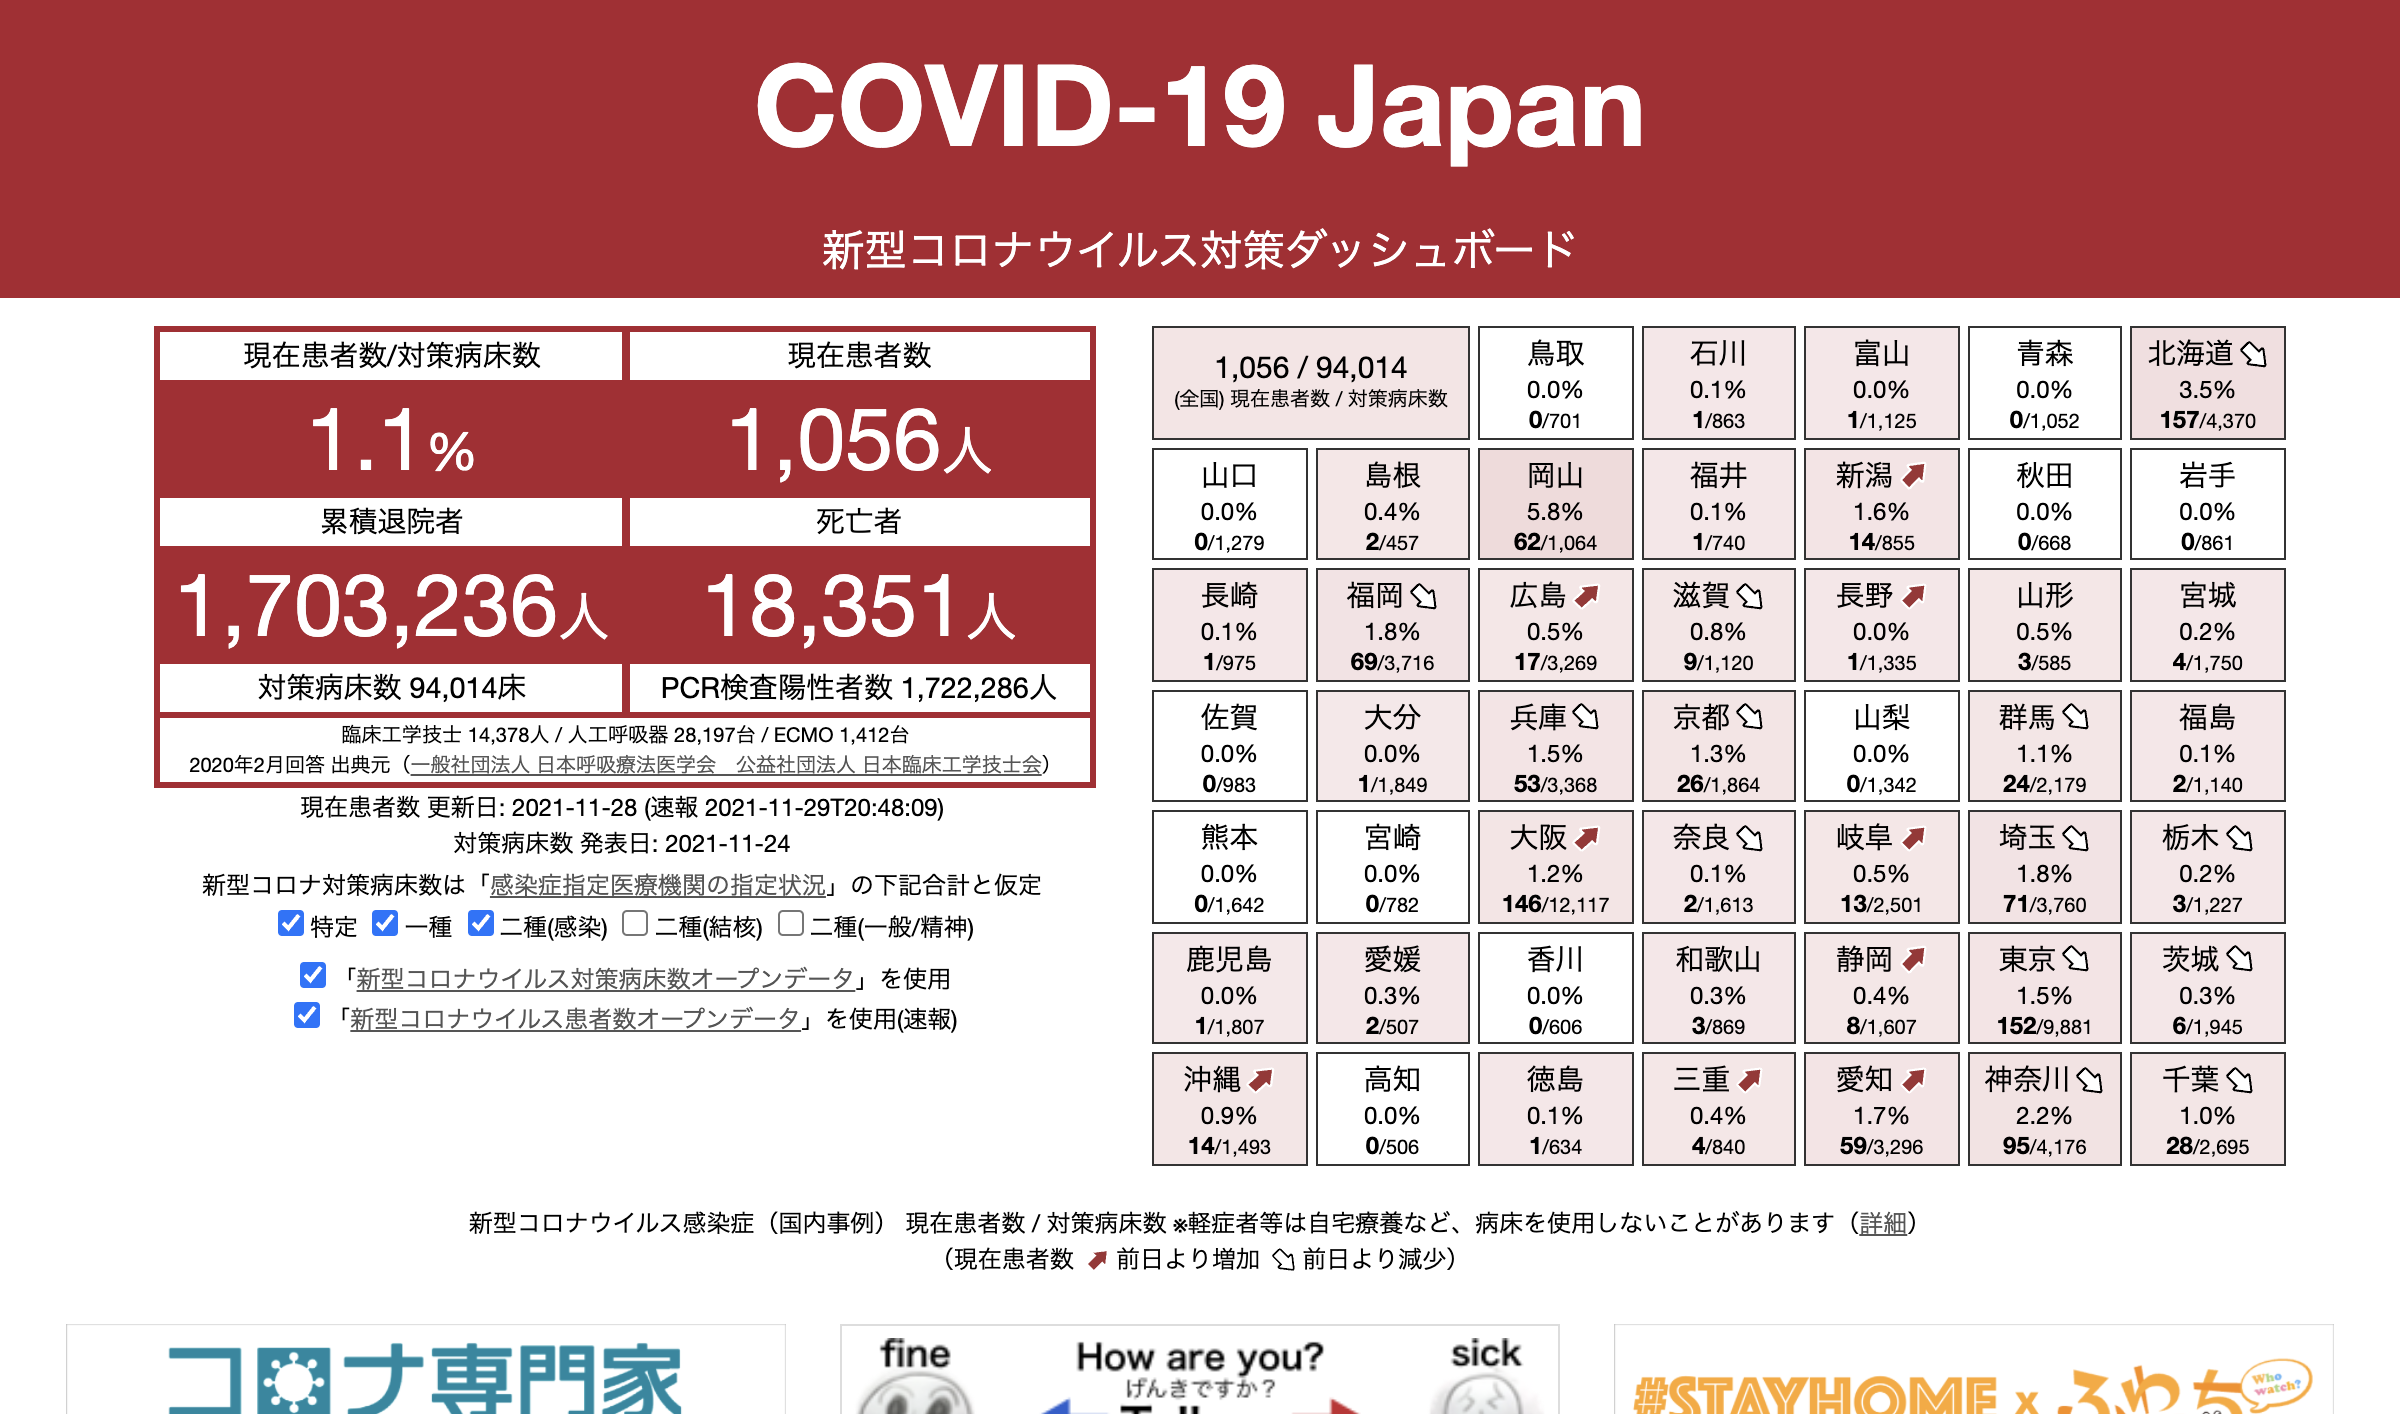 COVID-19 Japan
新型コロナウイルス対策ダッシュボード
現在患者数/対策病床数
現在患者数
1.1%
1,056人
累積退院者
死亡者
1,703,236人
18,351人
対策病床数 94,014床
PCR検査陽性者数 1,722,286人
臨床工学技士 14,378人 / 人工呼吸器 28,197台 / ECMO 1,412台
2020年2月回答 出典元（一般社団法人 日本呼吸療法医学会　公益社団法人 日本臨床工学技士会）
現在患者数 更新日: 2021-11-28 (速報 2021-11-29T20:48:09)
対策病床数 発表日: 2021-11-24
新型コロナ対策病床数は「感染症指定医療機関の指定状況」の下記合計と仮定
特定 一種 二種(感染) 二種(結核) 二種(一般/精神)
「新型コロナウイルス対策病床数オープンデータ」を使用
「新型コロナウイルス患者数オープンデータ」を使用(速報)
1,056 / 94,014
(全国) 現在患者数 / 対策病床数
鳥取
0.0%
0/701
石川
0.1%
1/863
富山
0.0%
1/1,125
青森
0.0%
0/1,052
北海道
3.5%
157/4,370
山口
0.0%
0/1,279
島根
0.4%
2/457
岡山
5.8%
62/1,064
福井
0.1%
1/740
新潟
1.6%
14/855
秋田
0.0%
0/668
岩手
0.0%
0/861
長崎
0.1%
1/975
福岡
1.8%
69/3,716
広島
0.5%
17/3,269
滋賀
0.8%
9/1,120
長野
0.0%
1/1,335
山形
0.5%
3/585
宮城
0.2%
4/1,750
佐賀
0.0%
0/983
大分
0.0%
1/1,849
兵庫
1.5%
53/3,368
京都
1.3%
26/1,864
山梨
0.0%
0/1,342
群馬
1.1%
24/2,179
福島
0.1%
2/1,140
熊本
0.0%
0/1,642
宮崎
0.0%
0/782
大阪
1.2%
146/12,117
奈良
0.1%
2/1,613
岐阜
0.5%
13/2,501
埼玉
1.8%
71/3,760
栃木
0.2%
3/1,227
鹿児島
0.0%
1/1,807
愛媛
0.3%
2/507
香川
0.0%
0/606
和歌山
0.3%
3/869
静岡
0.4%
8/1,607
東京
1.5%
152/9,881
茨城
0.3%
6/1,945
沖縄
0.9%
14/1,493
高知
0.0%
0/506
徳島
0.1%
1/634
三重
0.4%
4/840
愛知
1.7%
59/3,296
神奈川
2.2%
95/4,176
千葉
1.0%
28/2,695
新型コロナウイルス感染症（国内事例） 現在患者数 / 対策病床数 ※軽症者等は自宅療養など、病床を使用しないことがあります（詳細）
（現在患者数 前日より増加 前日より減少）
コロナ専門家
fine
How are you?
sick
げんきですか？
#STAYHOME x ふわっち
Who watch?